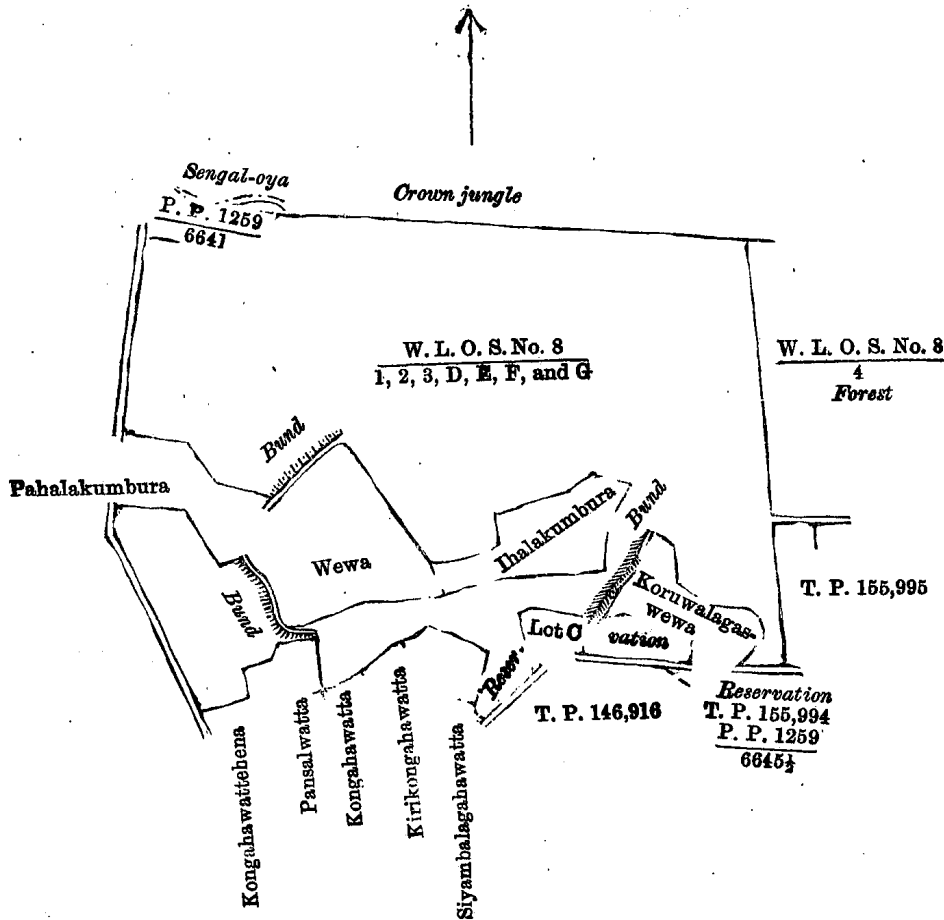 Sengal-oya
Crown jungle
P. P. 1259
6641
W. L. O. S. No. 8
1, 2, 3, D, E, F, and G
W. L. O. S. No. 8
4
Forest
Bund
Pahalakumbura
Ihalakumbura
Bund
Wewa
Bund
Koruwalagas-
wewa
T. P. 155,995
Lot C
Reser-
vation
T. P. 146,916
Reservation
T. P. 155,994
P. P. 1259
6645½
Kongahawattehena
Pansalwatta
Kongahawatta
Kirikongahawatta
Siyambalagahawatta